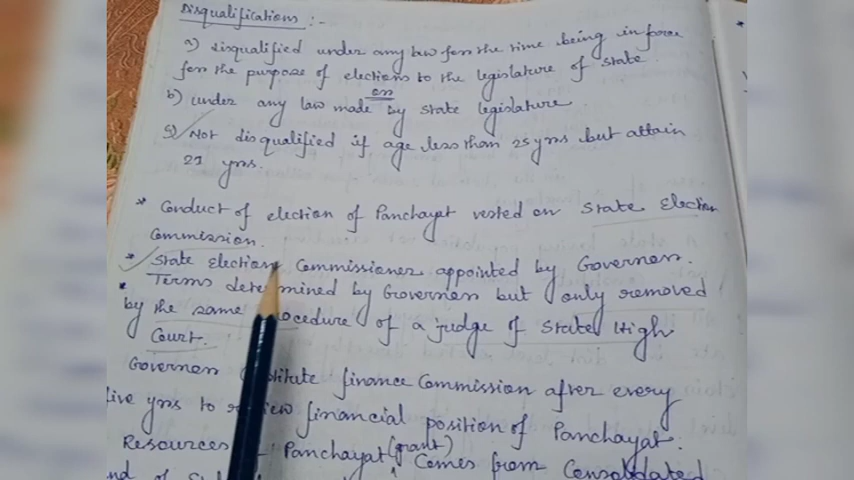 Disqualifications :-
a) disqualified under any law for the time being in force
for the purpose of elections to the legislature of state
or
b) under any law made by state legislature
c) Not disqualified if age less than 25 yrs but attain
21 yrs.
* Conduct of election of Panchayat vested on State Election
Commission.
* State Election Commissioner appointed by Governor.
* Terms determined by Governor but only removed
by the same procedure of a judge of State High
Court.
Governor constitute finance Commission after every
five yrs to review financial position of Panchayat.
Resources of Panchayat (grant) Comes from Consolidated